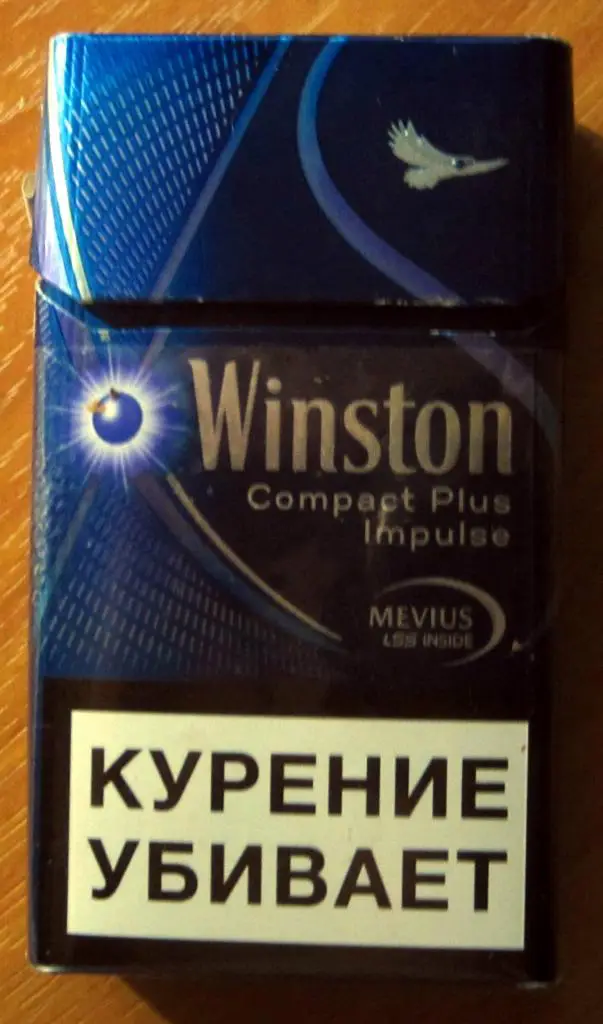 Winston
Compact Plus
Impulse
MEVIUS
LSS INSIDE
КУРЕНИЕ
УБИВАЕТ